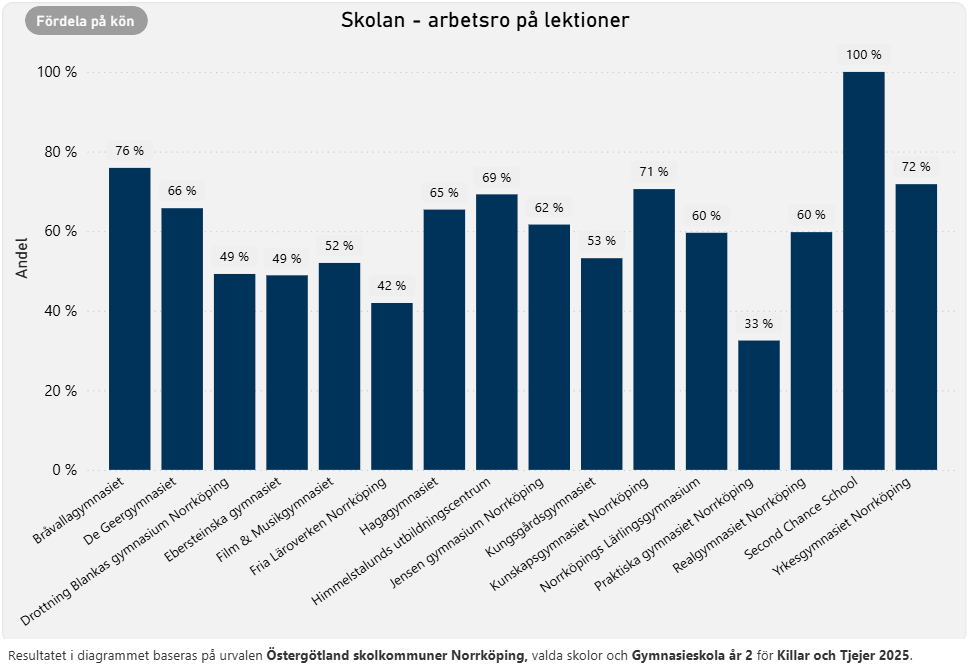 Fördela på kön
Skolan - arbetsro på lektioner
Andel
100 %
80 %
60 %
40 %
20 %
0 %
76 %
66 %
49 %
49 %
52 %
42 %
65 %
69 %
62 %
53 %
71 %
60 %
33 %
60 %
100 %
72 %
Bråvallagymnasiet
De Geergymnasiet
Drottning Blankas gymnasium Norrköping
Ebersteinska gymnasiet
Film & Musikgymnasiet
Fria Läroverken Norrköping
Hagagymnasiet
Himmelstalunds utbildningscentrum
Jensen gymnasium Norrköping
Kungsgårdsgymnasiet
Kunskapsgymnasiet Norrköping
Norrköpings Läringsgymnasium
Praktiska gymnasiet Norrköping
Realgymnasiet Norrköping
Second Chance School
Yrkesgymnasiet Norrköping
Resultatet i diagrammet baseras på urvalen Östergötland skolkommuner Norrköping, valda skolor och Gymnasieskola år 2 för Killar och Tjejer 2025.